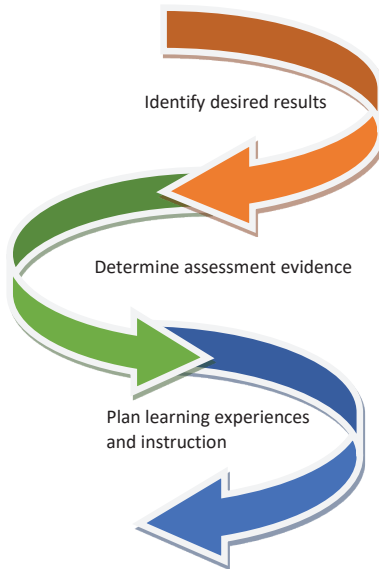 Identify desired results
Determine assessment evidence
Plan learning experiences
and instruction